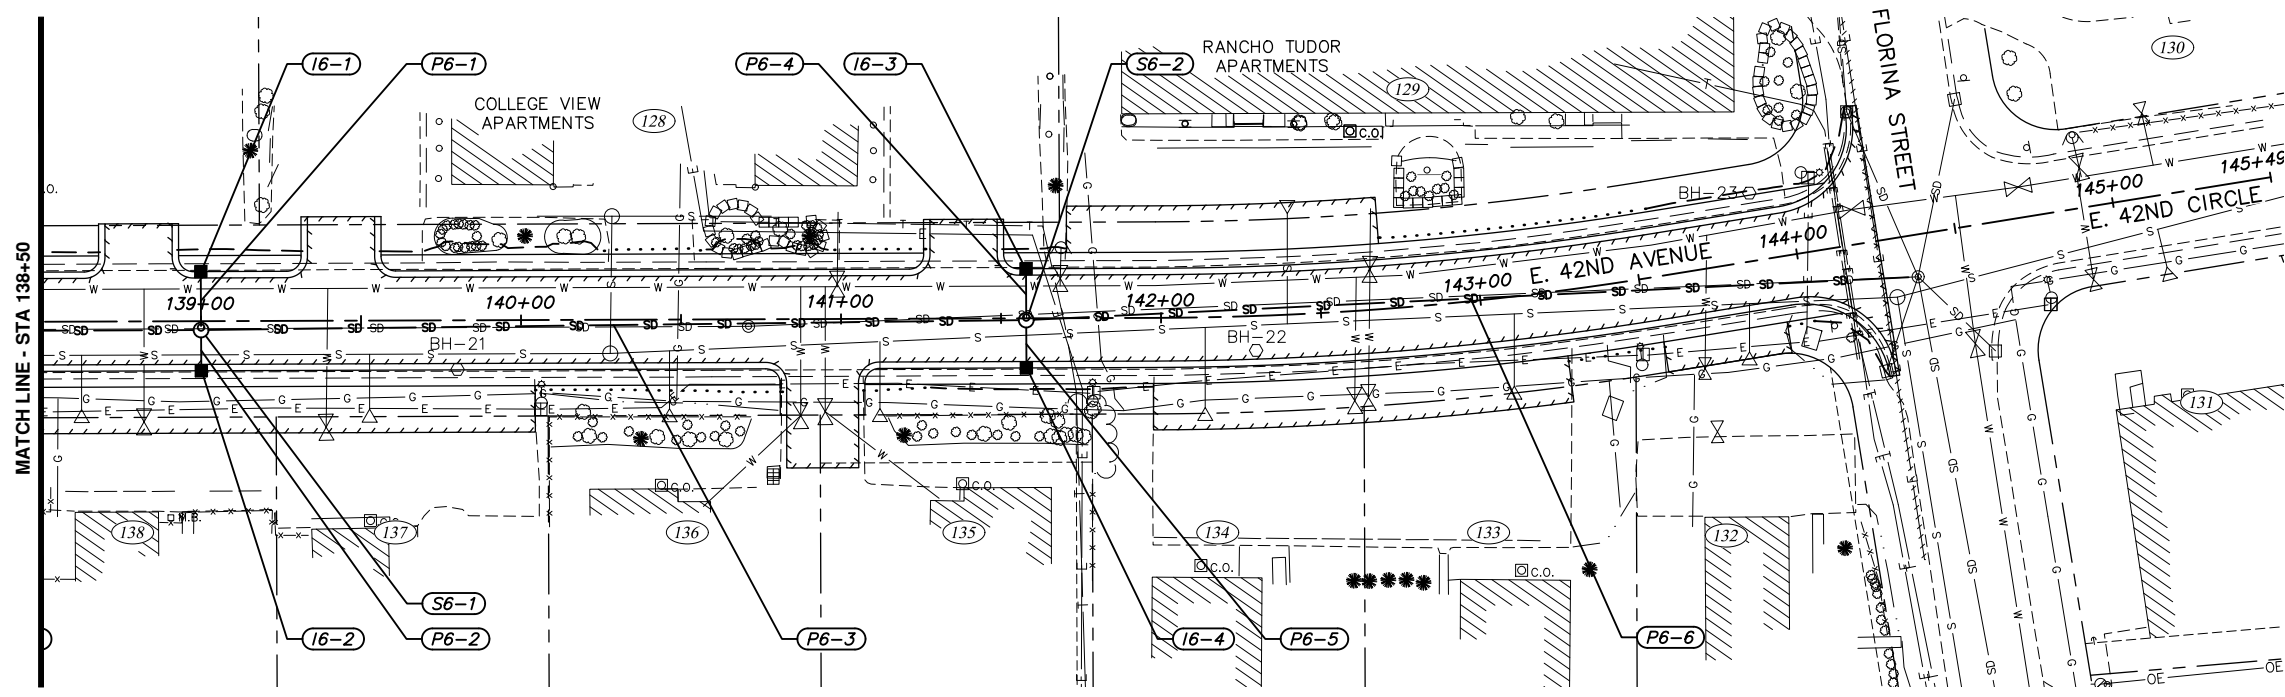 MATCH LINE - STA 138+50
I6-1
P6-1
P6-4
I6-3
S6-2
COLLEGE VIEW
APARTMENTS
128
RANCHO TUDOR
APARTMENTS
129
C.O.
FLORINA STREET
130
BH-23
145+00
145+49
E. 42ND CIRCLE
144+00
E. 42ND AVENUE
143+00
142+00
141+00
140+00
139+00
BH-21
BH-22
131
C.O.
C.O.
M.B.
138
137
136
135
134
133
132
C.O.
C.O.
S6-1
I6-2
P6-2
P6-3
I6-4
P6-5
P6-6
OE
OE